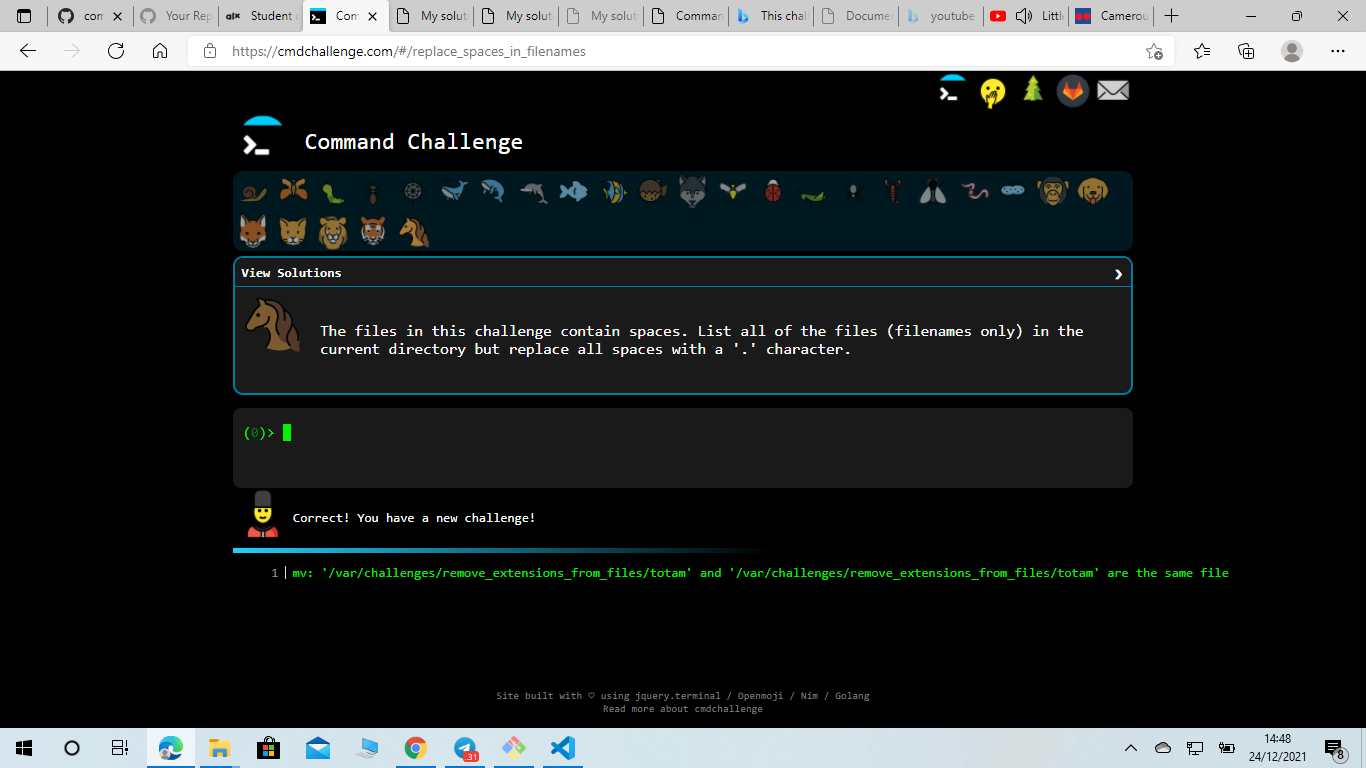 con
Your Rep
alx Student c
Com
My solut
My solut
My solut
Comman
This chall
Documen
youtube
Little
Camerou
https://cmdchallenge.com/#/replace_spaces_in_filenames
Command Challenge
View Solutions
The files in this challenge contain spaces. List all of the files (filenames only) in the
current directory but replace all spaces with a '.' character.
(0)>
Correct! You have a new challenge!
1 mv: '/var/challenges/remove_extensions_from_files/totam' and '/var/challenges/remove_extensions_from_files/totam' are the same file
Site built with ♡ using jquery.terminal / Openmoji / Nim / Golang
Read more about cmdchallenge
31
14:48
24/12/2021
8